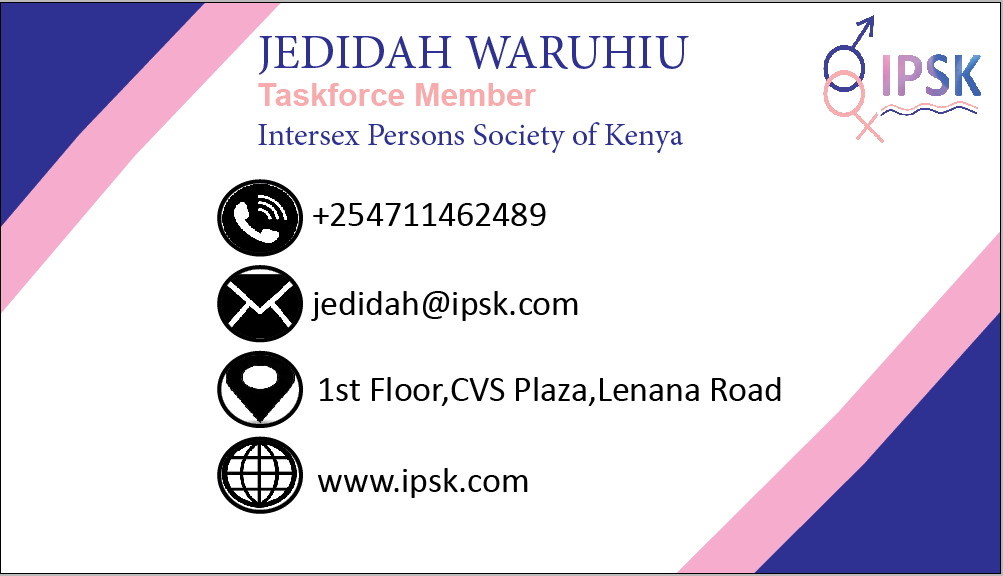 JEDIDAH WARUHIU
Taskforce Member
Intersex Persons Society of Kenya
IPSK
+254711462489
jedidah@ipsk.com
1st Floor,CVS Plaza,Lenana Road
www.ipsk.com